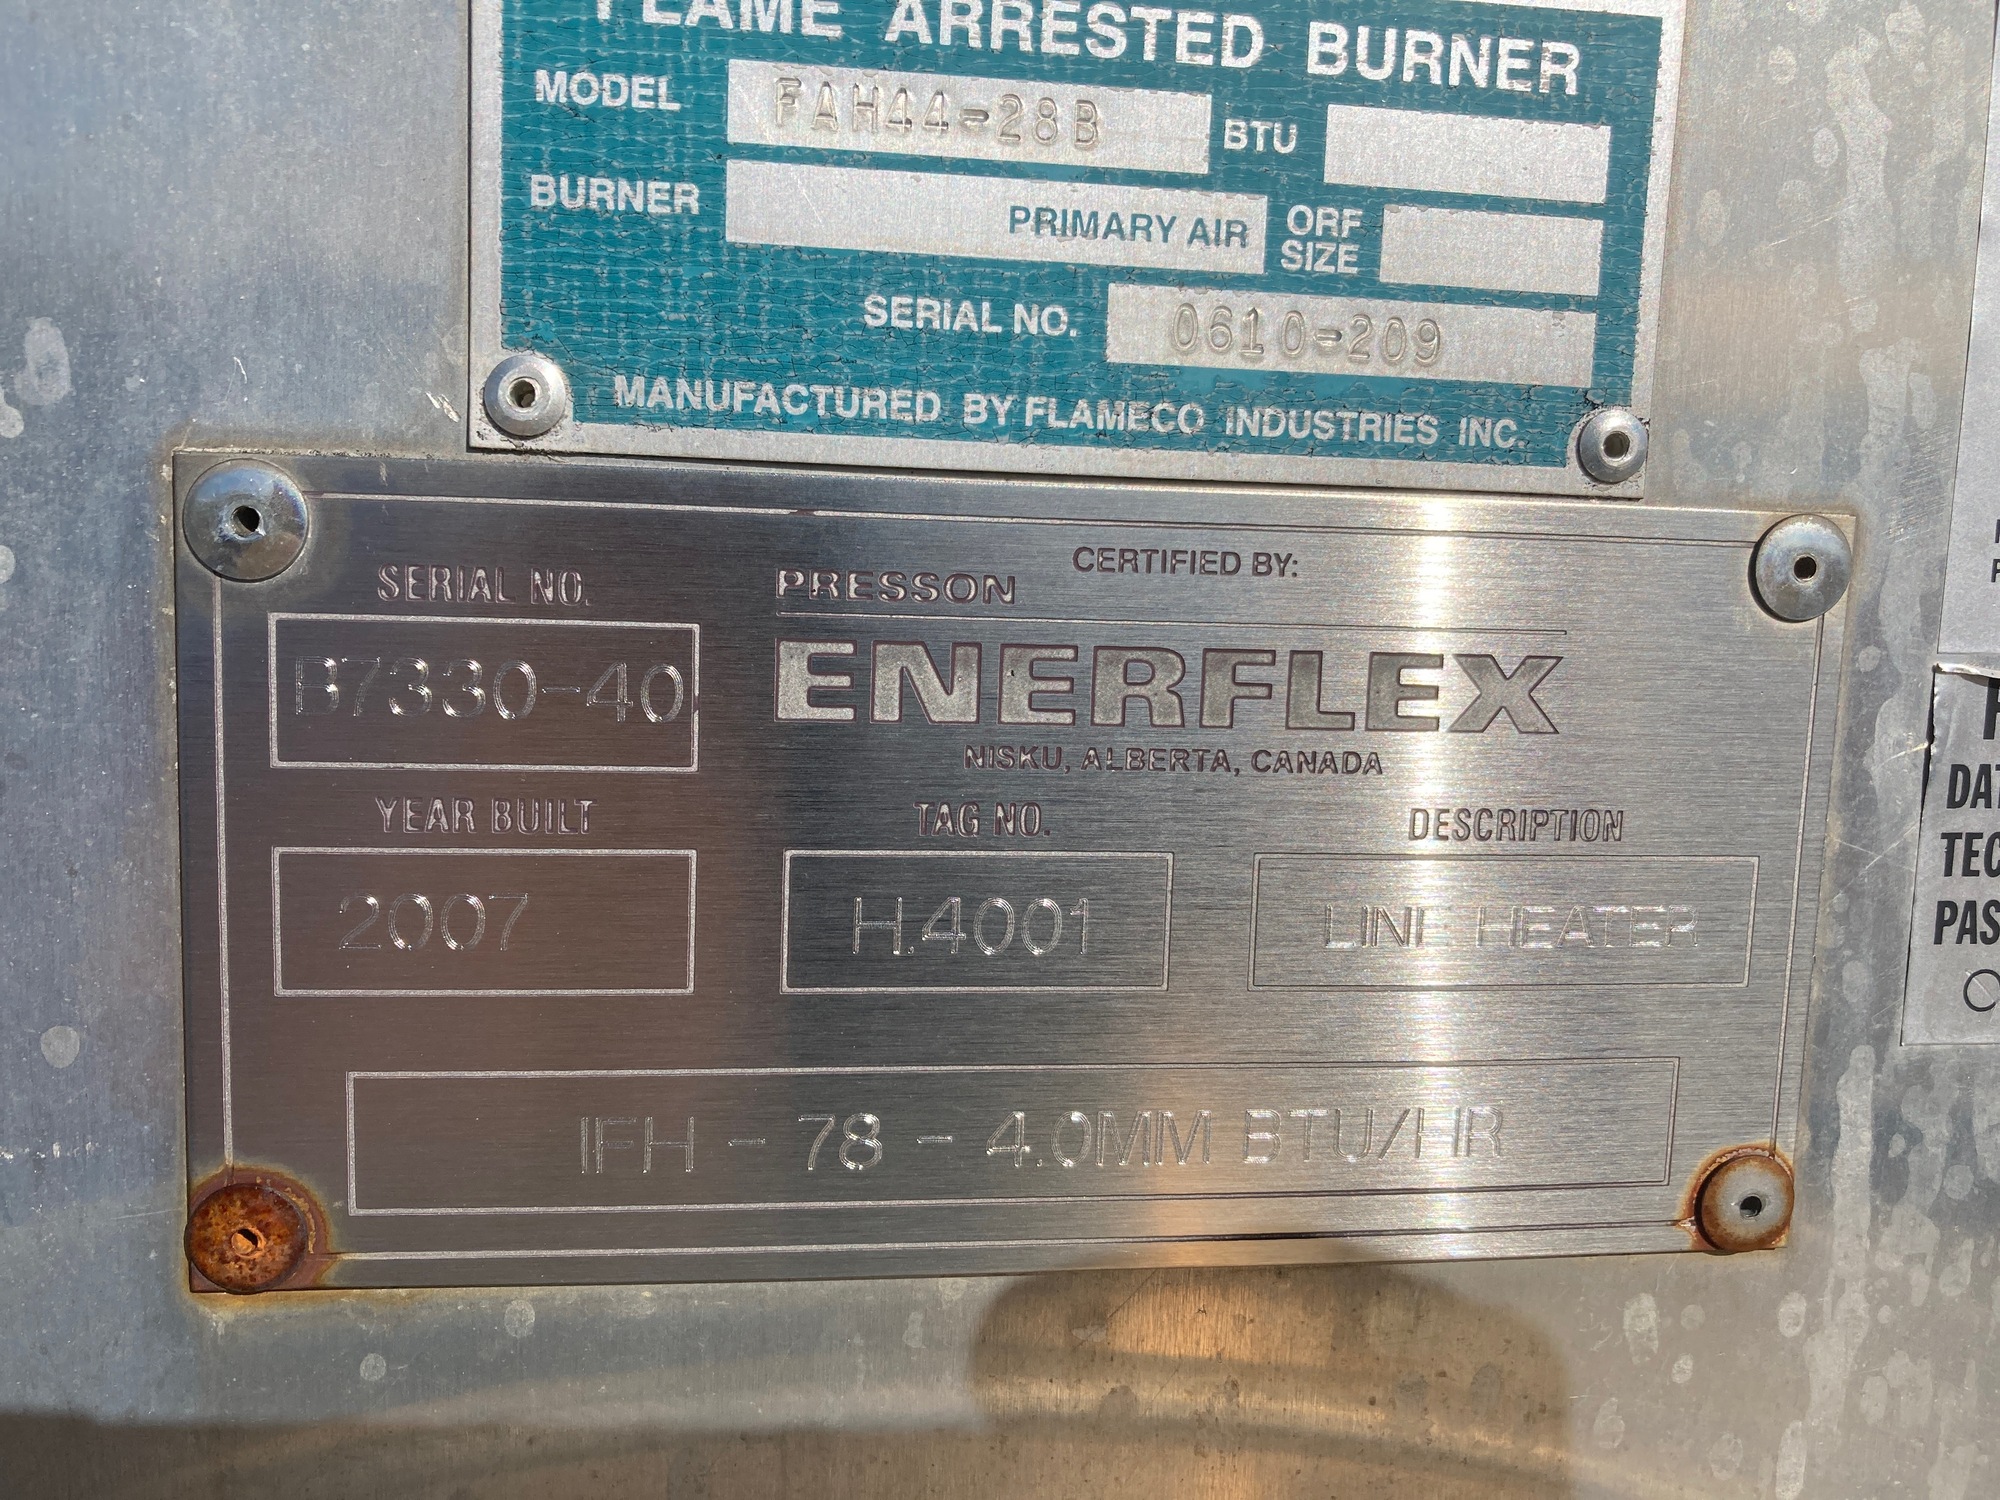 FLAME ARRESTED BURNER
MODEL FAH44-28B BTU
BURNER PRIMARY AIR ORF SIZE
SERIAL NO. 0610-209
MANUFACTURED BY FLAMECO INDUSTRIES INC.
CERTIFIED BY:
SERIAL NO. PRESSON
B7330-40 ENERFLEX
NISKU, ALBERTA, CANADA
YEAR BUILT TAG NO. DESCRIPTION
2007 H.4001 LINE HEATER
IFH - 78 - 4.0MM BTU/HR